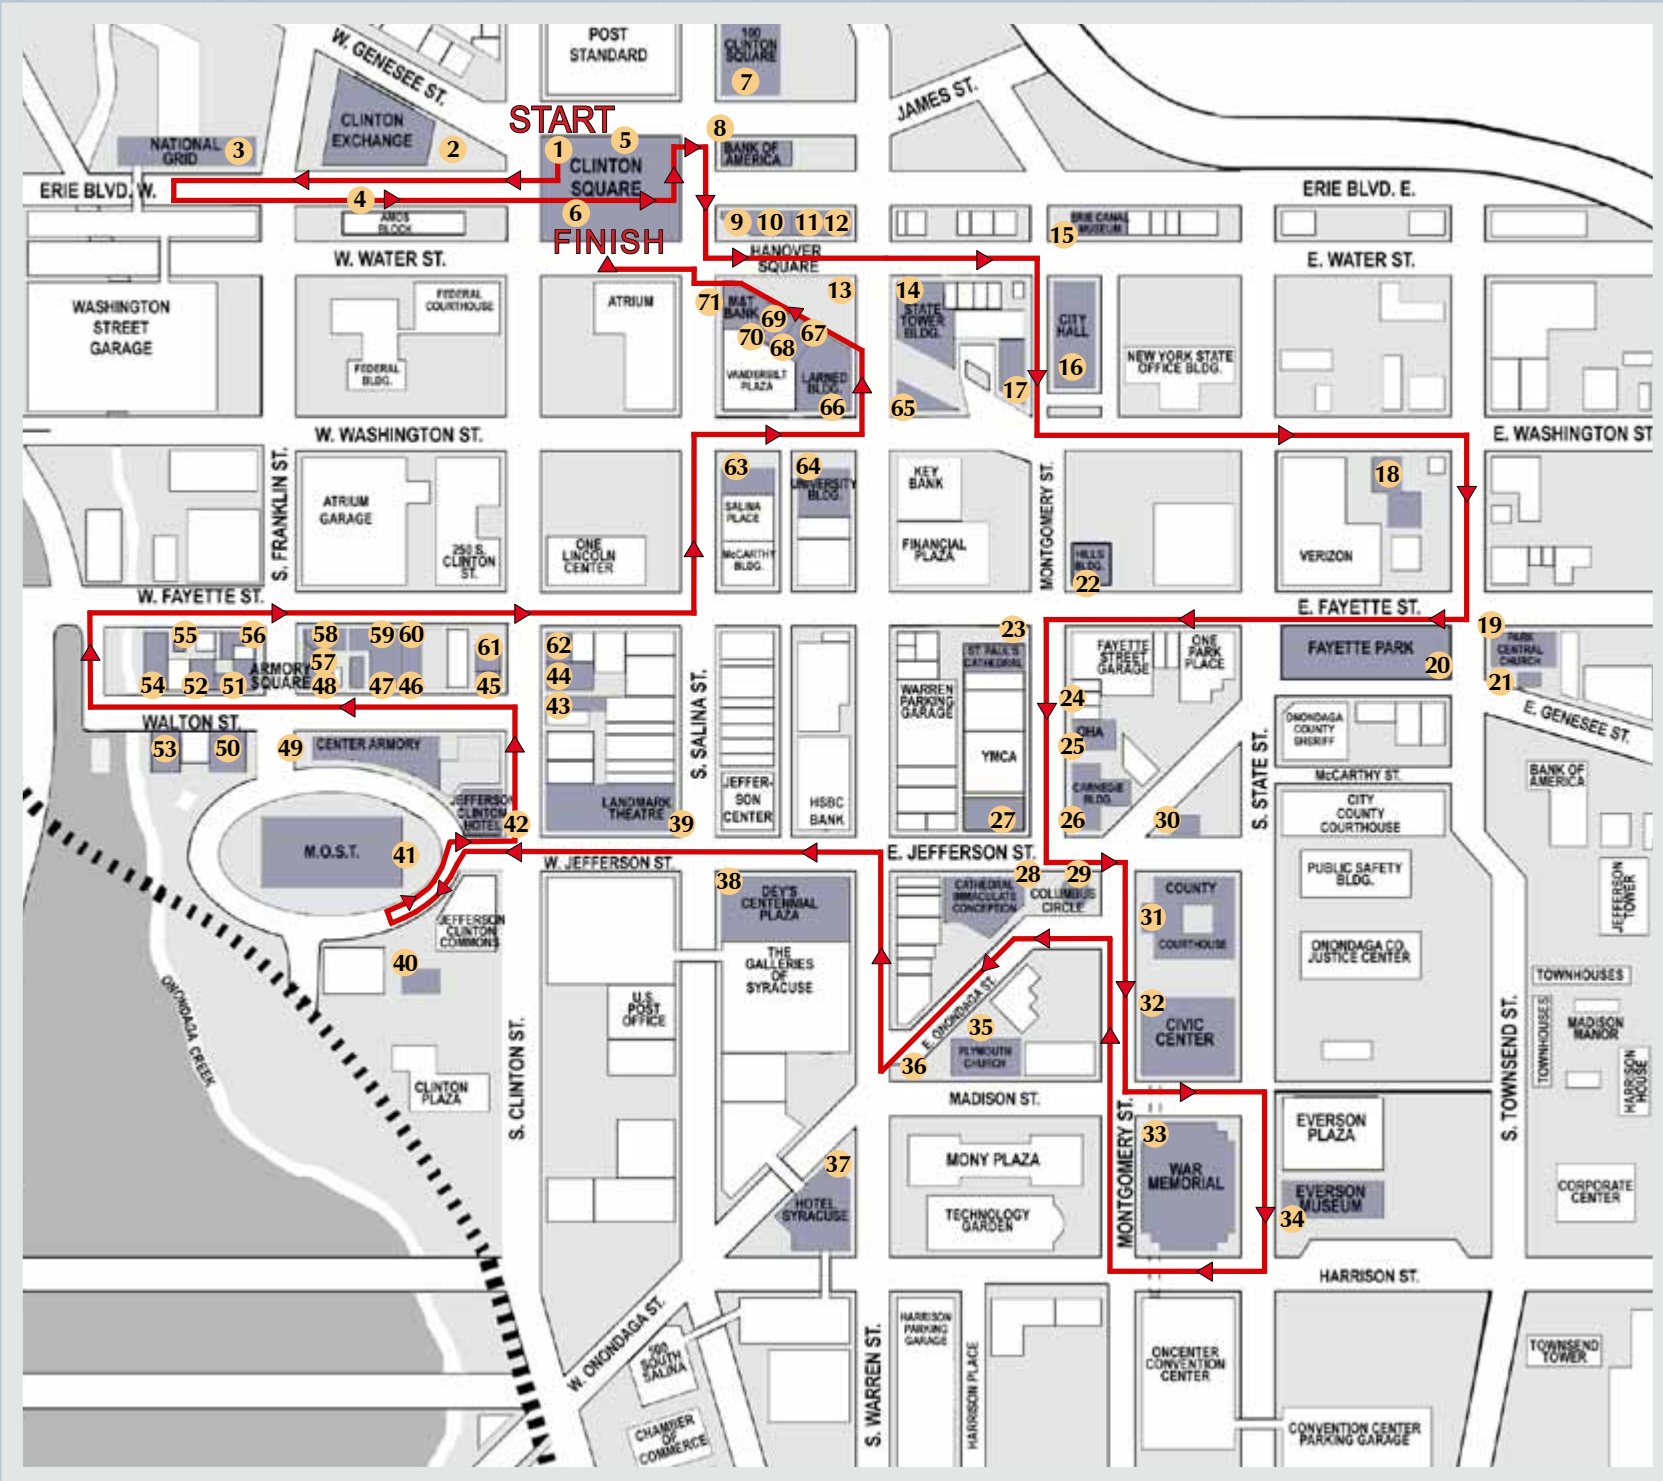 W. GENESEE ST.
POST
STANDARD
100
CLINTON
SQUARE
7
JAMES ST.
START
CLINTON
EXCHANGE
2
NATIONAL
GRID
3
1
5
CLINTON
SQUARE
6
8
BANK OF
AMERICA
ERIE BLVD. W.
4
ERIE BLVD. E.
AMOS
BLOCK
9
10
11
12
ERIE CANAL
MUSEUM
15
FINISH
W. WATER ST.
HANOVER
SQUARE
E. WATER ST.
WASHINGTON
STREET
GARAGE
FEDERAL
COURTHOUSE
FEDERAL
BLDG.
ATRIUM
71
M&T
BANK
69
70
68
67
13
14
STATE
TOWER
BLDG.
CITY
HALL
16
17
NEW YORK STATE
OFFICE BLDG.
VANDERBILT
PLAZA
LARNED
BLDG.
66
65
W. WASHINGTON ST.
E. WASHINGTON ST
S. FRANKLIN ST.
ATRIUM
GARAGE
250 S.
CLINTON
ST.
ONE
LINCOLN
CENTER
63
SALINA
PLACE
McCARTHY
BLDG.
64
UNIVERSITY
BLDG.
KEY
BANK
FINANCIAL
PLAZA
MONTGOMERY ST.
HILLS
BLDG.
22
18
VERIZON
W. FAYETTE ST.
E. FAYETTE ST.
55
56
58
59
60
61
57
ARMORY
SQUARE
54
52
51
48
47
46
45
62
44
43
S. SALINA ST.
23
ST. PAUL'S
CATHEDRAL
WARREN
PARKING
GARAGE
YMCA
27
FAYETTE
STREET
GARAGE
ONE
PARK
PLACE
24
OHA
25
CARNEGIE
BLDG.
26
30
FAYETTE PARK
20
19
PARK
CENTRAL
CHURCH
21
E. GENESEE ST.
ONONDAGA
COUNTY
SHERIFF
McCARTHY ST.
S. STATE ST.
BANK OF
AMERICA
WALTON ST.
53
50
49
CENTER ARMORY
JEFFERSON
CLINTON
HOTEL
42
LANDMARK
THEATRE
39
JEFFER-
SON
CENTER
HSBC
BANK
CITY
COUNTY
COURTHOUSE
M.O.S.T.
41
W. JEFFERSON ST.
E. JEFFERSON ST.
JEFFERSON
CLINTON
COMMONS
40
38
DEY'S
CENTENNIAL
PLAZA
THE
GALLERIES
OF
SYRACUSE
28
CATHEDRAL
IMMACULATE
CONCEPTION
29
COLUMBUS
CIRCLE
31
COUNTY
COURTHOUSE
PUBLIC SAFETY
BLDG.
ONONDAGA CO.
JUSTICE CENTER
JEFFERSON
TOWER
TOWNHOUSES
TOWNHOUSES
MADISON
MANOR
HARRISON
HOUSE
ONONDAGA CREEK
U.S.
POST
OFFICE
E. ONONDAGA ST.
35
PLYMOUTH
CHURCH
36
32
CIVIC
CENTER
S. TOWNSEND ST.
S. CLINTON ST.
CLINTON
PLAZA
MADISON ST.
33
WAR
MEMORIAL
EVERSON
PLAZA
EVERSON
MUSEUM
34
37
HOTEL
SYRACUSE
MONY PLAZA
TECHNOLOGY
GARDEN
MONTGOMERY ST.
CORPORATE
CENTER
HARRISON ST.
W. ONONDAGA ST.
500
SOUTH
SALINA
CHAMBER
OF
COMMERCE
S. WARREN ST.
HARRISON
PARKING
GARAGE
HARRISON PLACE
ONCENTER
CONVENTION
CENTER
CONVENTION CENTER
PARKING GARAGE
TOWNSEND
TOWER